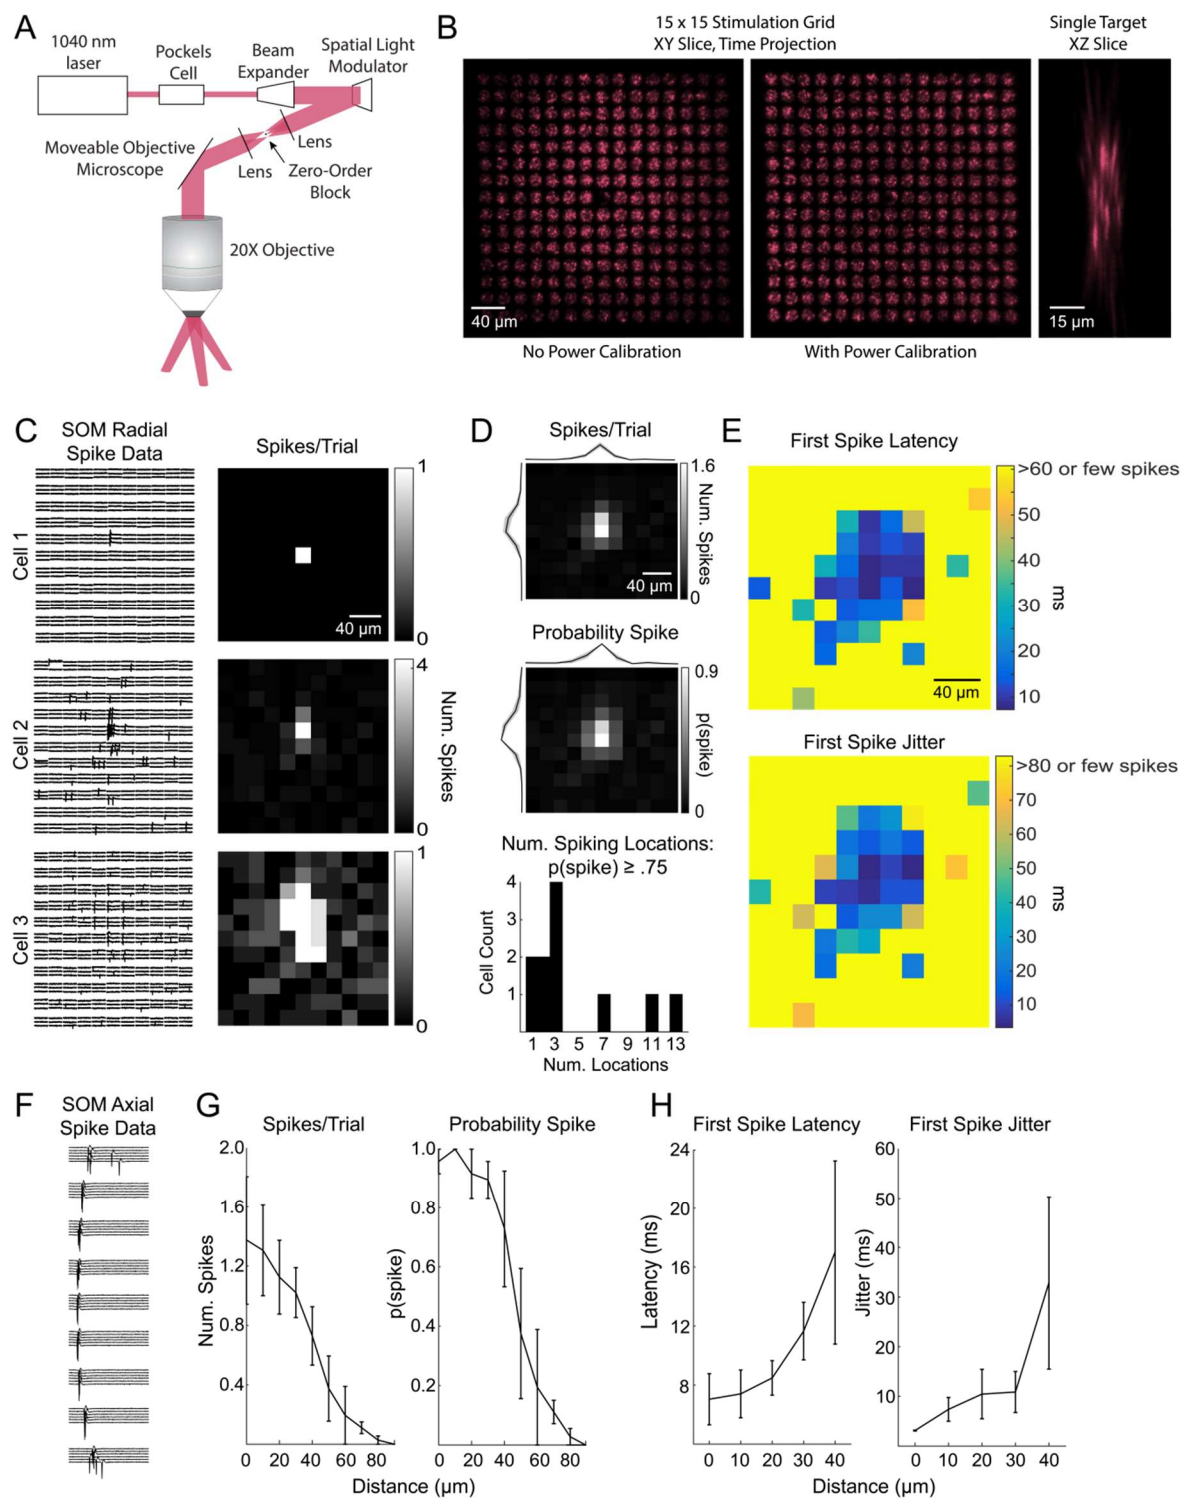 A
1040 nm
laser
Pockels
Cell
Beam
Expander
Spatial Light
Modulator
Lens
Moveable Objective
Microscope
Lens
Zero-Order
Block
20X Objective
B
15 x 15 Stimulation Grid
XY Slice, Time Projection
Single Target
XZ Slice
40 µm
15 µm
No Power Calibration
With Power Calibration
C
SOM Radial
Spike Data
Spikes/Trial
Cell 1
1
40 µm
0
Cell 2
4
0
Num. Spikes
Cell 3
1
0
D
Spikes/Trial
1.6
Num. Spikes
40 µm
0
Probability Spike
0.9
p(spike)
0
Num. Spiking Locations:
p(spike) ≥ .75
Cell Count
4
3
2
1
1 3 5 7 9 11 13
Num. Locations
E
First Spike Latency
>60 or few spikes
50
40
30
20
10
ms
40 µm
First Spike Jitter
>80 or few spikes
70
60
50
40
30
20
10
ms
F
SOM Axial
Spike Data
G
Spikes/Trial
Num. Spikes
2.0
1.6
1.2
0.8
0.4
0 20 40 60 80
Probability Spike
p(spike)
1.0
0.8
0.6
0.4
0.2
0 20 40 60 80
Distance (µm)
H
First Spike Latency
Latency (ms)
24
20
16
12
8
0 10 20 30 40
First Spike Jitter
Jitter (ms)
60
50
40
30
20
10
0 10 20 30 40
Distance (µm)